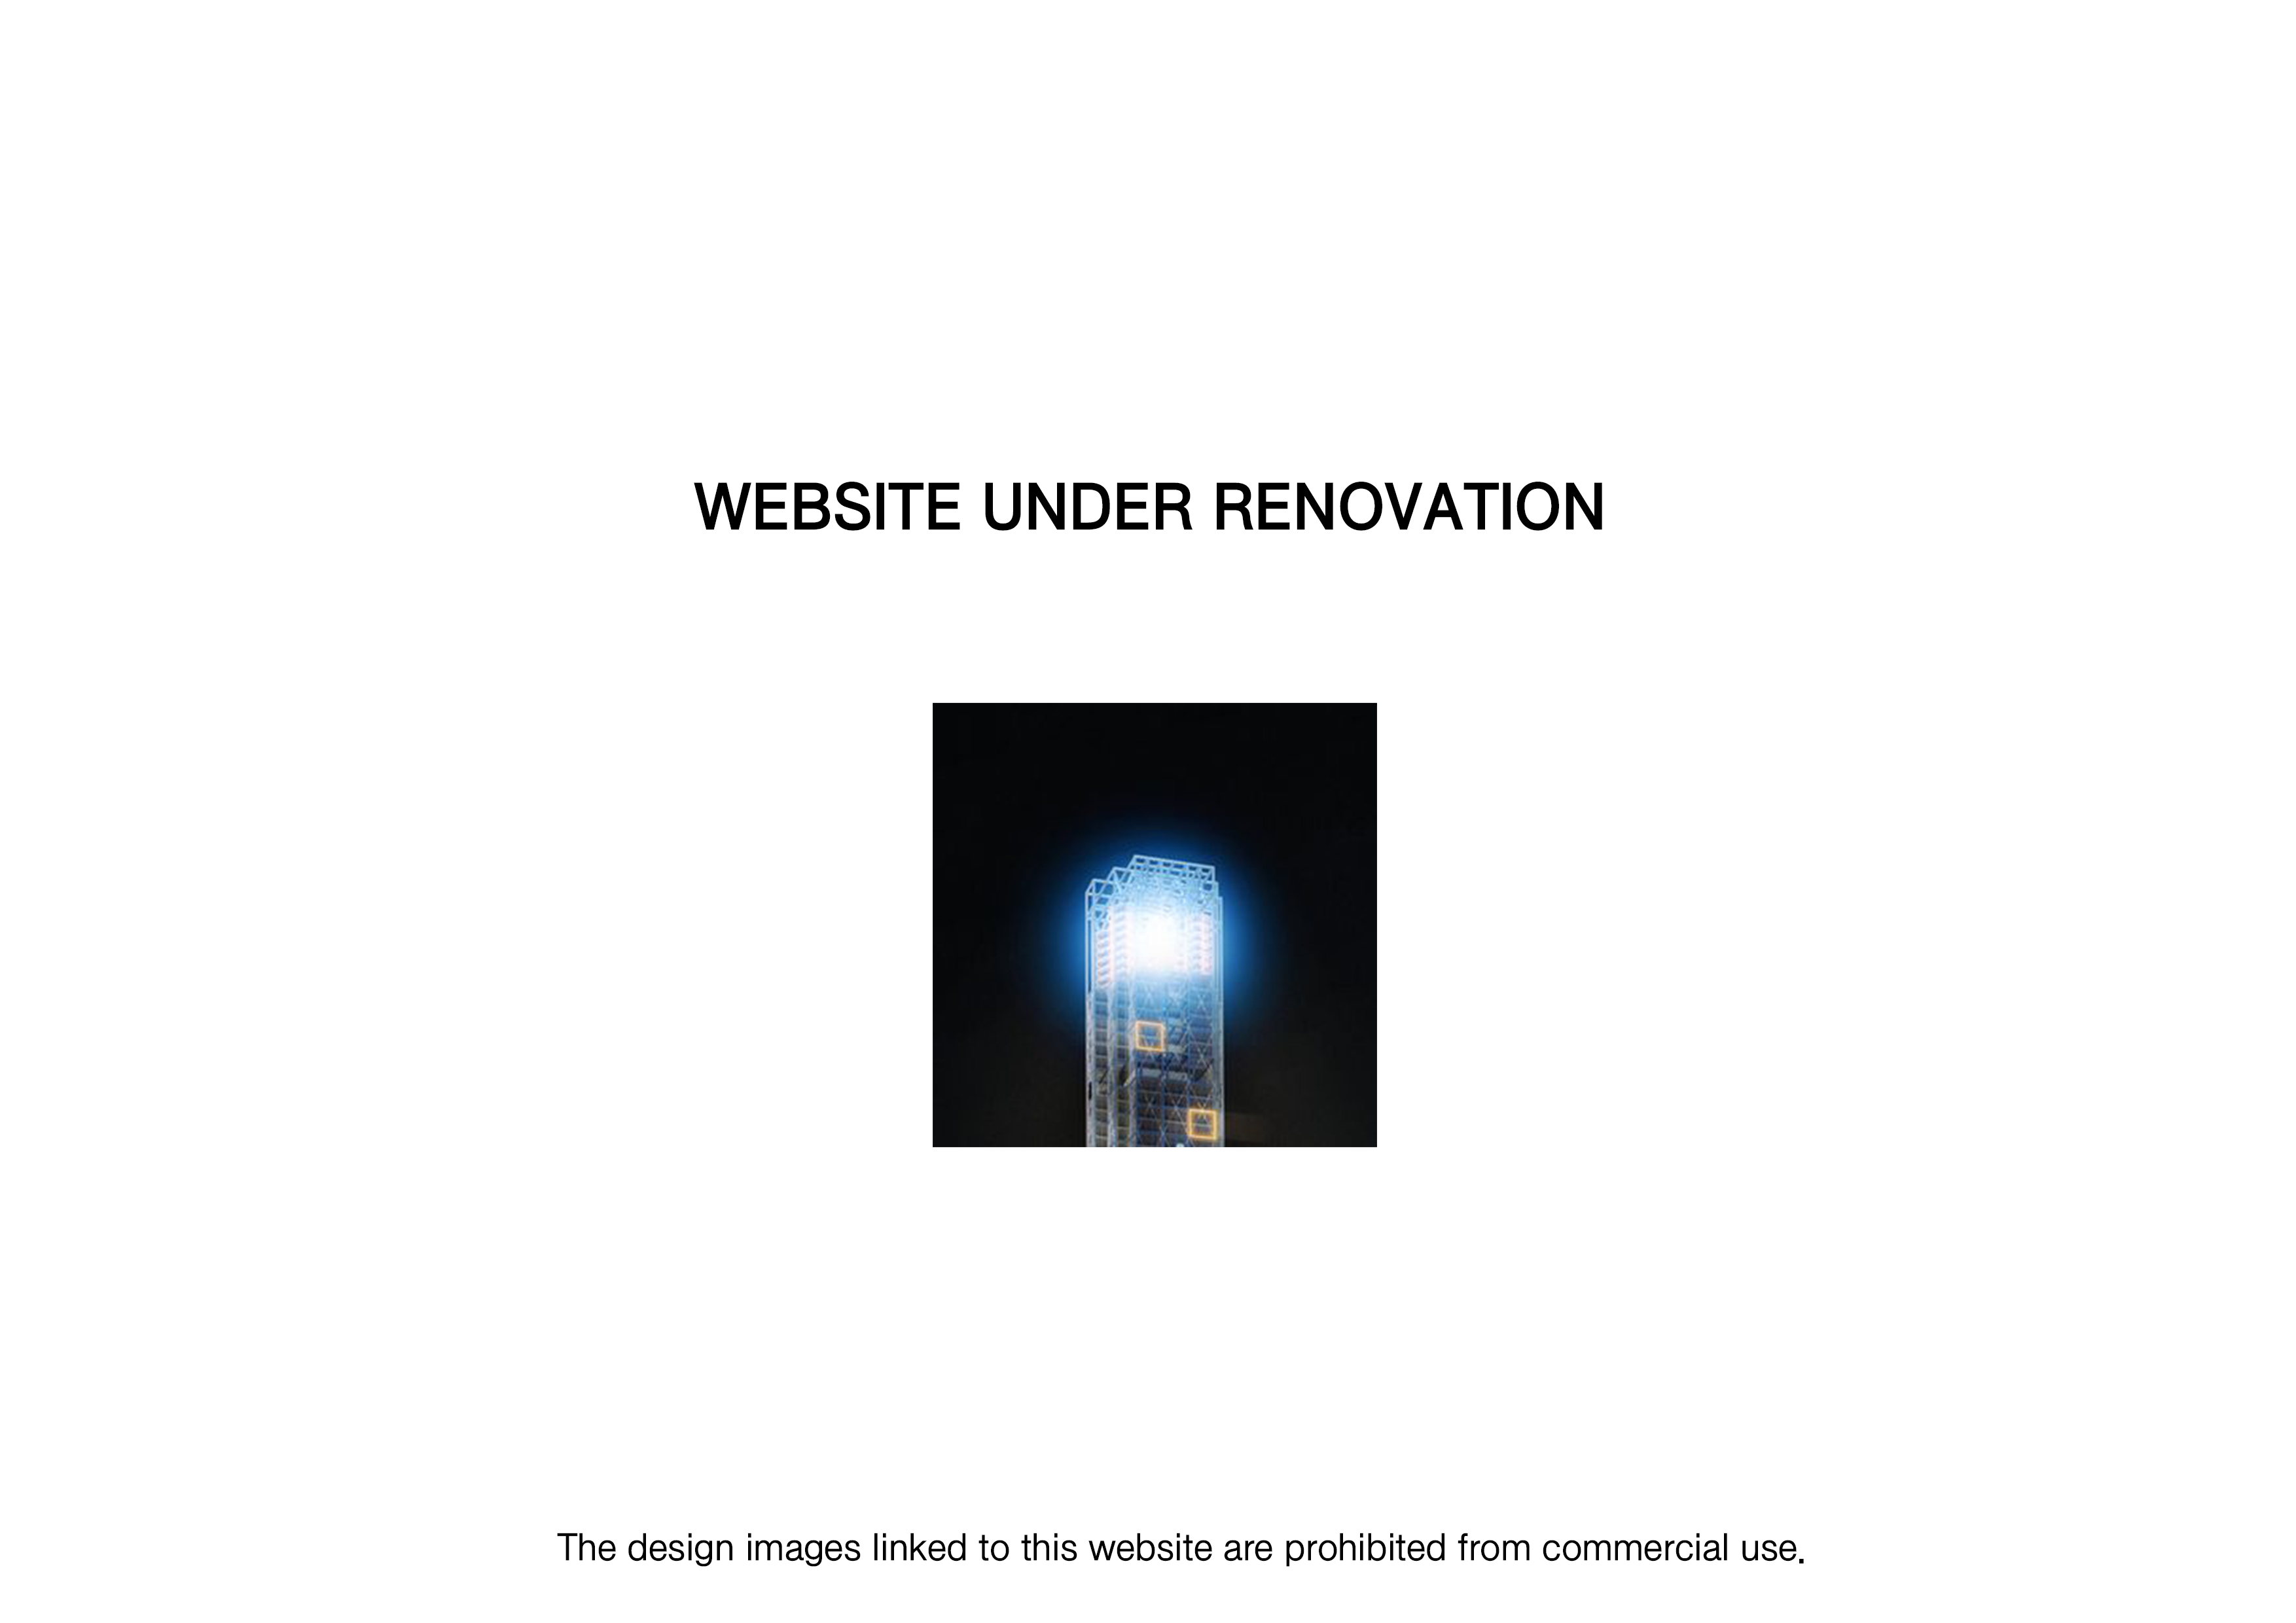 WEBSITE UNDER RENOVATION
The design images linked to this website are prohibited from commercial use.